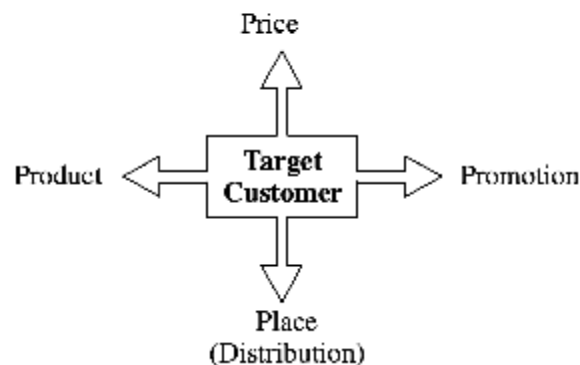 Price
Product
Target
Customer
Promotion
Place
(Distribution)